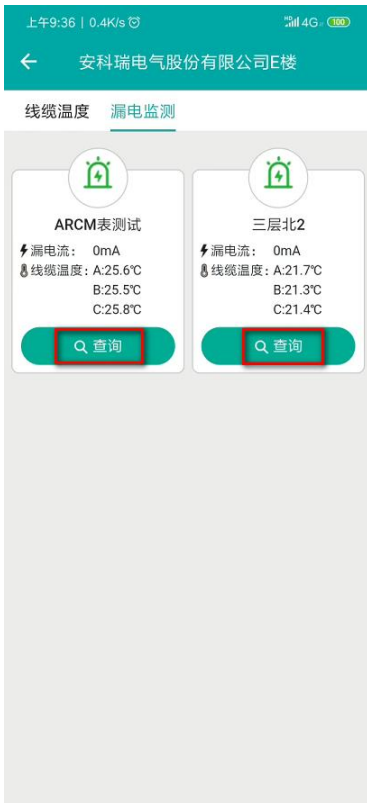 上午9:36 | 0.4K/s
HD 4G 100
安科瑞电气股份有限公司E楼
线缆温度 漏电监测
ARCM表测试
漏电流: 0mA
线缆温度: A:25.6℃
B:25.5℃
C:25.8℃
查询
三层北2
漏电流: 0mA
线缆温度: A:21.7℃
B:21.3℃
C:21.4℃
查询